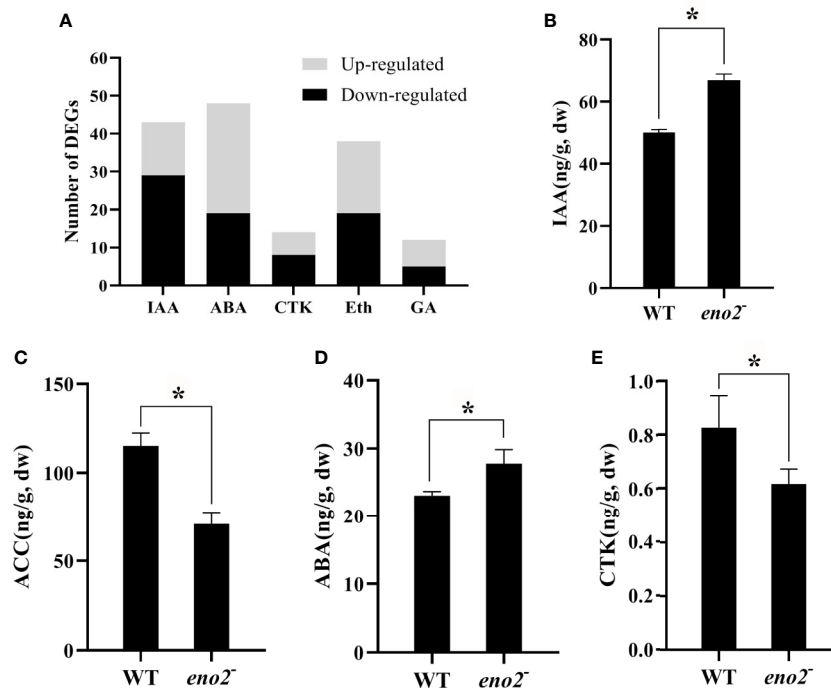 A
Number of DEGs
60
50
40
30
20
10
0
Up-regulated
Down-regulated
IAA ABA CTK Eth GA
B
IAA(ng/g, dw)
80
60
40
20
0
*
WT eno2⁻
C
ACC(ng/g, dw)
150
100
50
0
*
WT eno2⁻
D
ABA(ng/g, dw)
40
30
20
10
0
*
WT eno2⁻
E
CTK(ng/g, dw)
1.0
0.8
0.6
0.4
0.2
0.0
*
WT eno2⁻